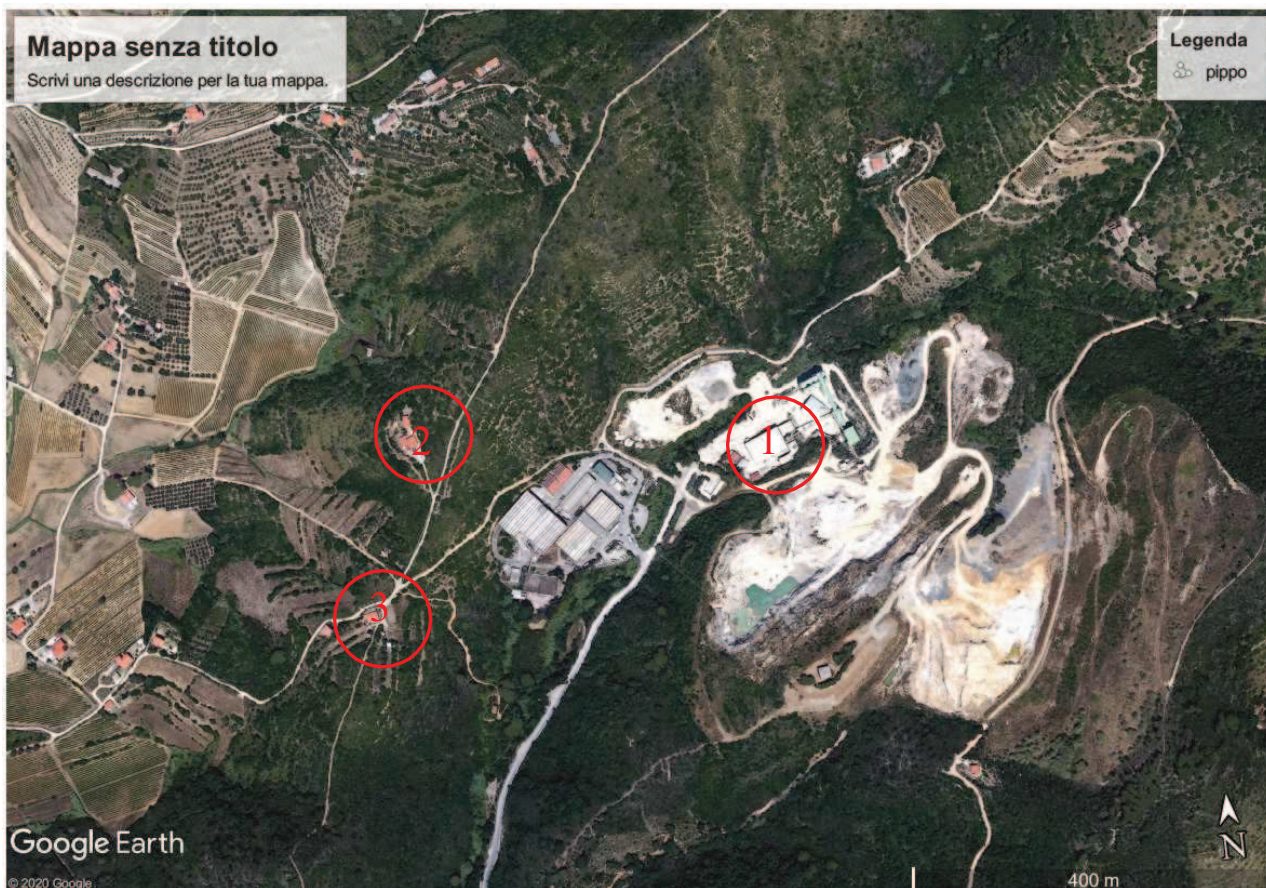 Mappa senza titolo
Scrivi una descrizione per la tua mappa.
Legenda
pippo
1
2
3
Google Earth
© 2020 Google
400 m
N